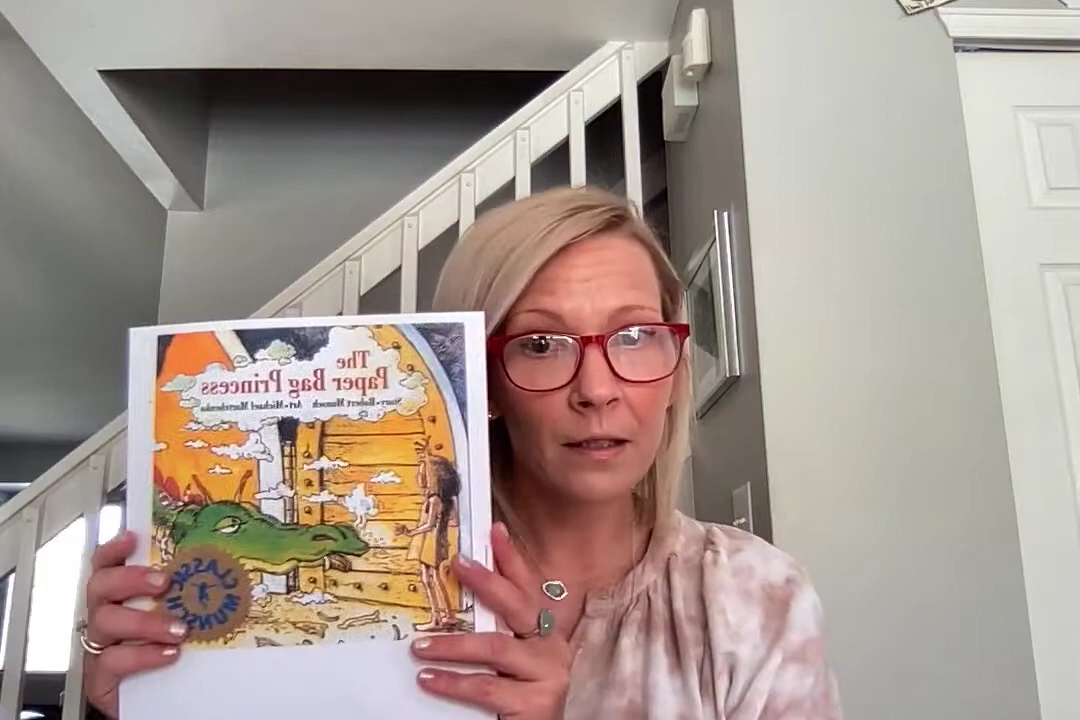 The
Paper Bag Princess
Story • Robert Munsch Art • Michael Martchenko
CLASSIC
MUNSCH